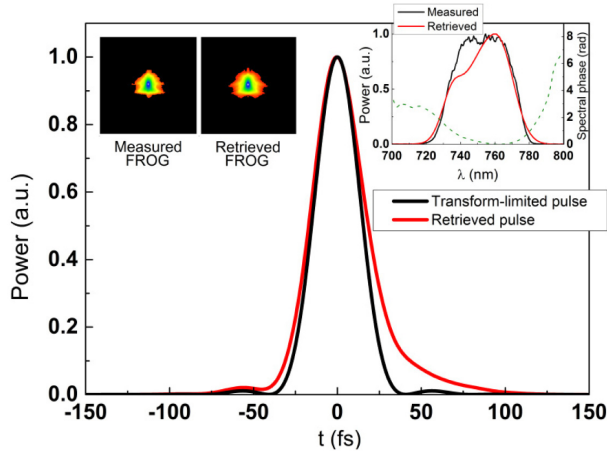 Measured
FROG
Retrieved
FROG
Measured
Retrieved
Power (a.u.)
1.0
0.5
0.0
8
6
4
2
0
Spectral phase (rad)
700
720
740
760
780
800
λ (nm)
Transform-limited pulse
Retrieved pulse
Power (a.u.)
1.0
0.8
0.6
0.4
0.2
0.0
-150
-100
-50
0
50
100
150
t (fs)